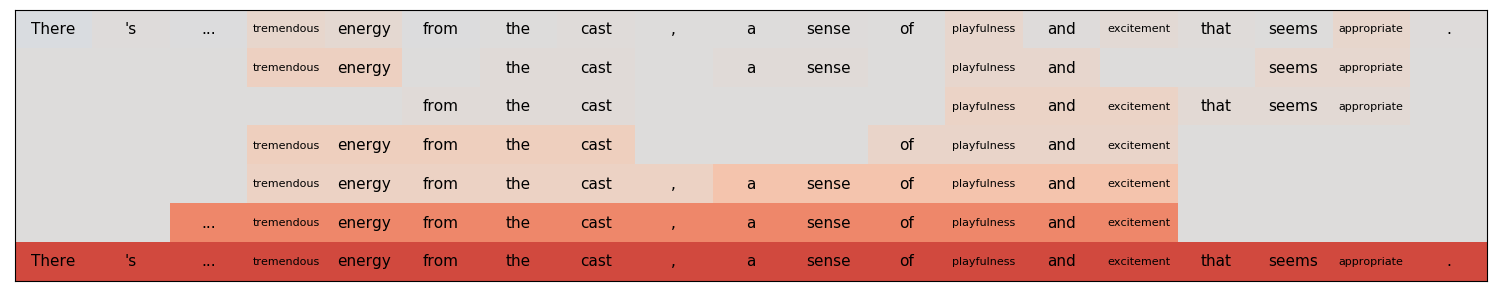 There 's ... tremendous energy from the cast , a sense of playfulness and excitement that seems appropriate .
tremendous energy the cast a sense playfulness and seems appropriate
from the cast playfulness and excitement that seems appropriate
tremendous energy from the cast of playfulness and excitement
tremendous energy from the cast , a sense of playfulness and excitement
... tremendous energy from the cast , a sense of playfulness and excitement
There 's ... tremendous energy from the cast , a sense of playfulness and excitement that seems appropriate .